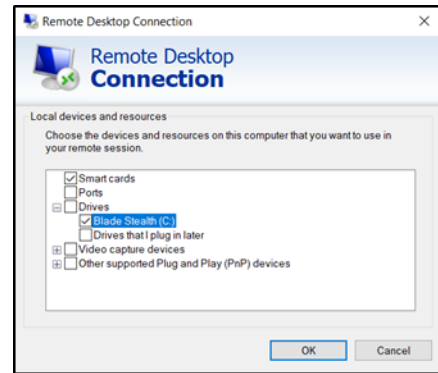 Remote Desktop Connection
Remote Desktop
Connection
Local devices and resources
Choose the devices and resources on this computer that you want to use in
your remote session.
Smart cards
Ports
Drives
Blade Stealth (C:)
Drives that I plug in later
Video capture devices
Other supported Plug and Play (PnP) devices
OK Cancel